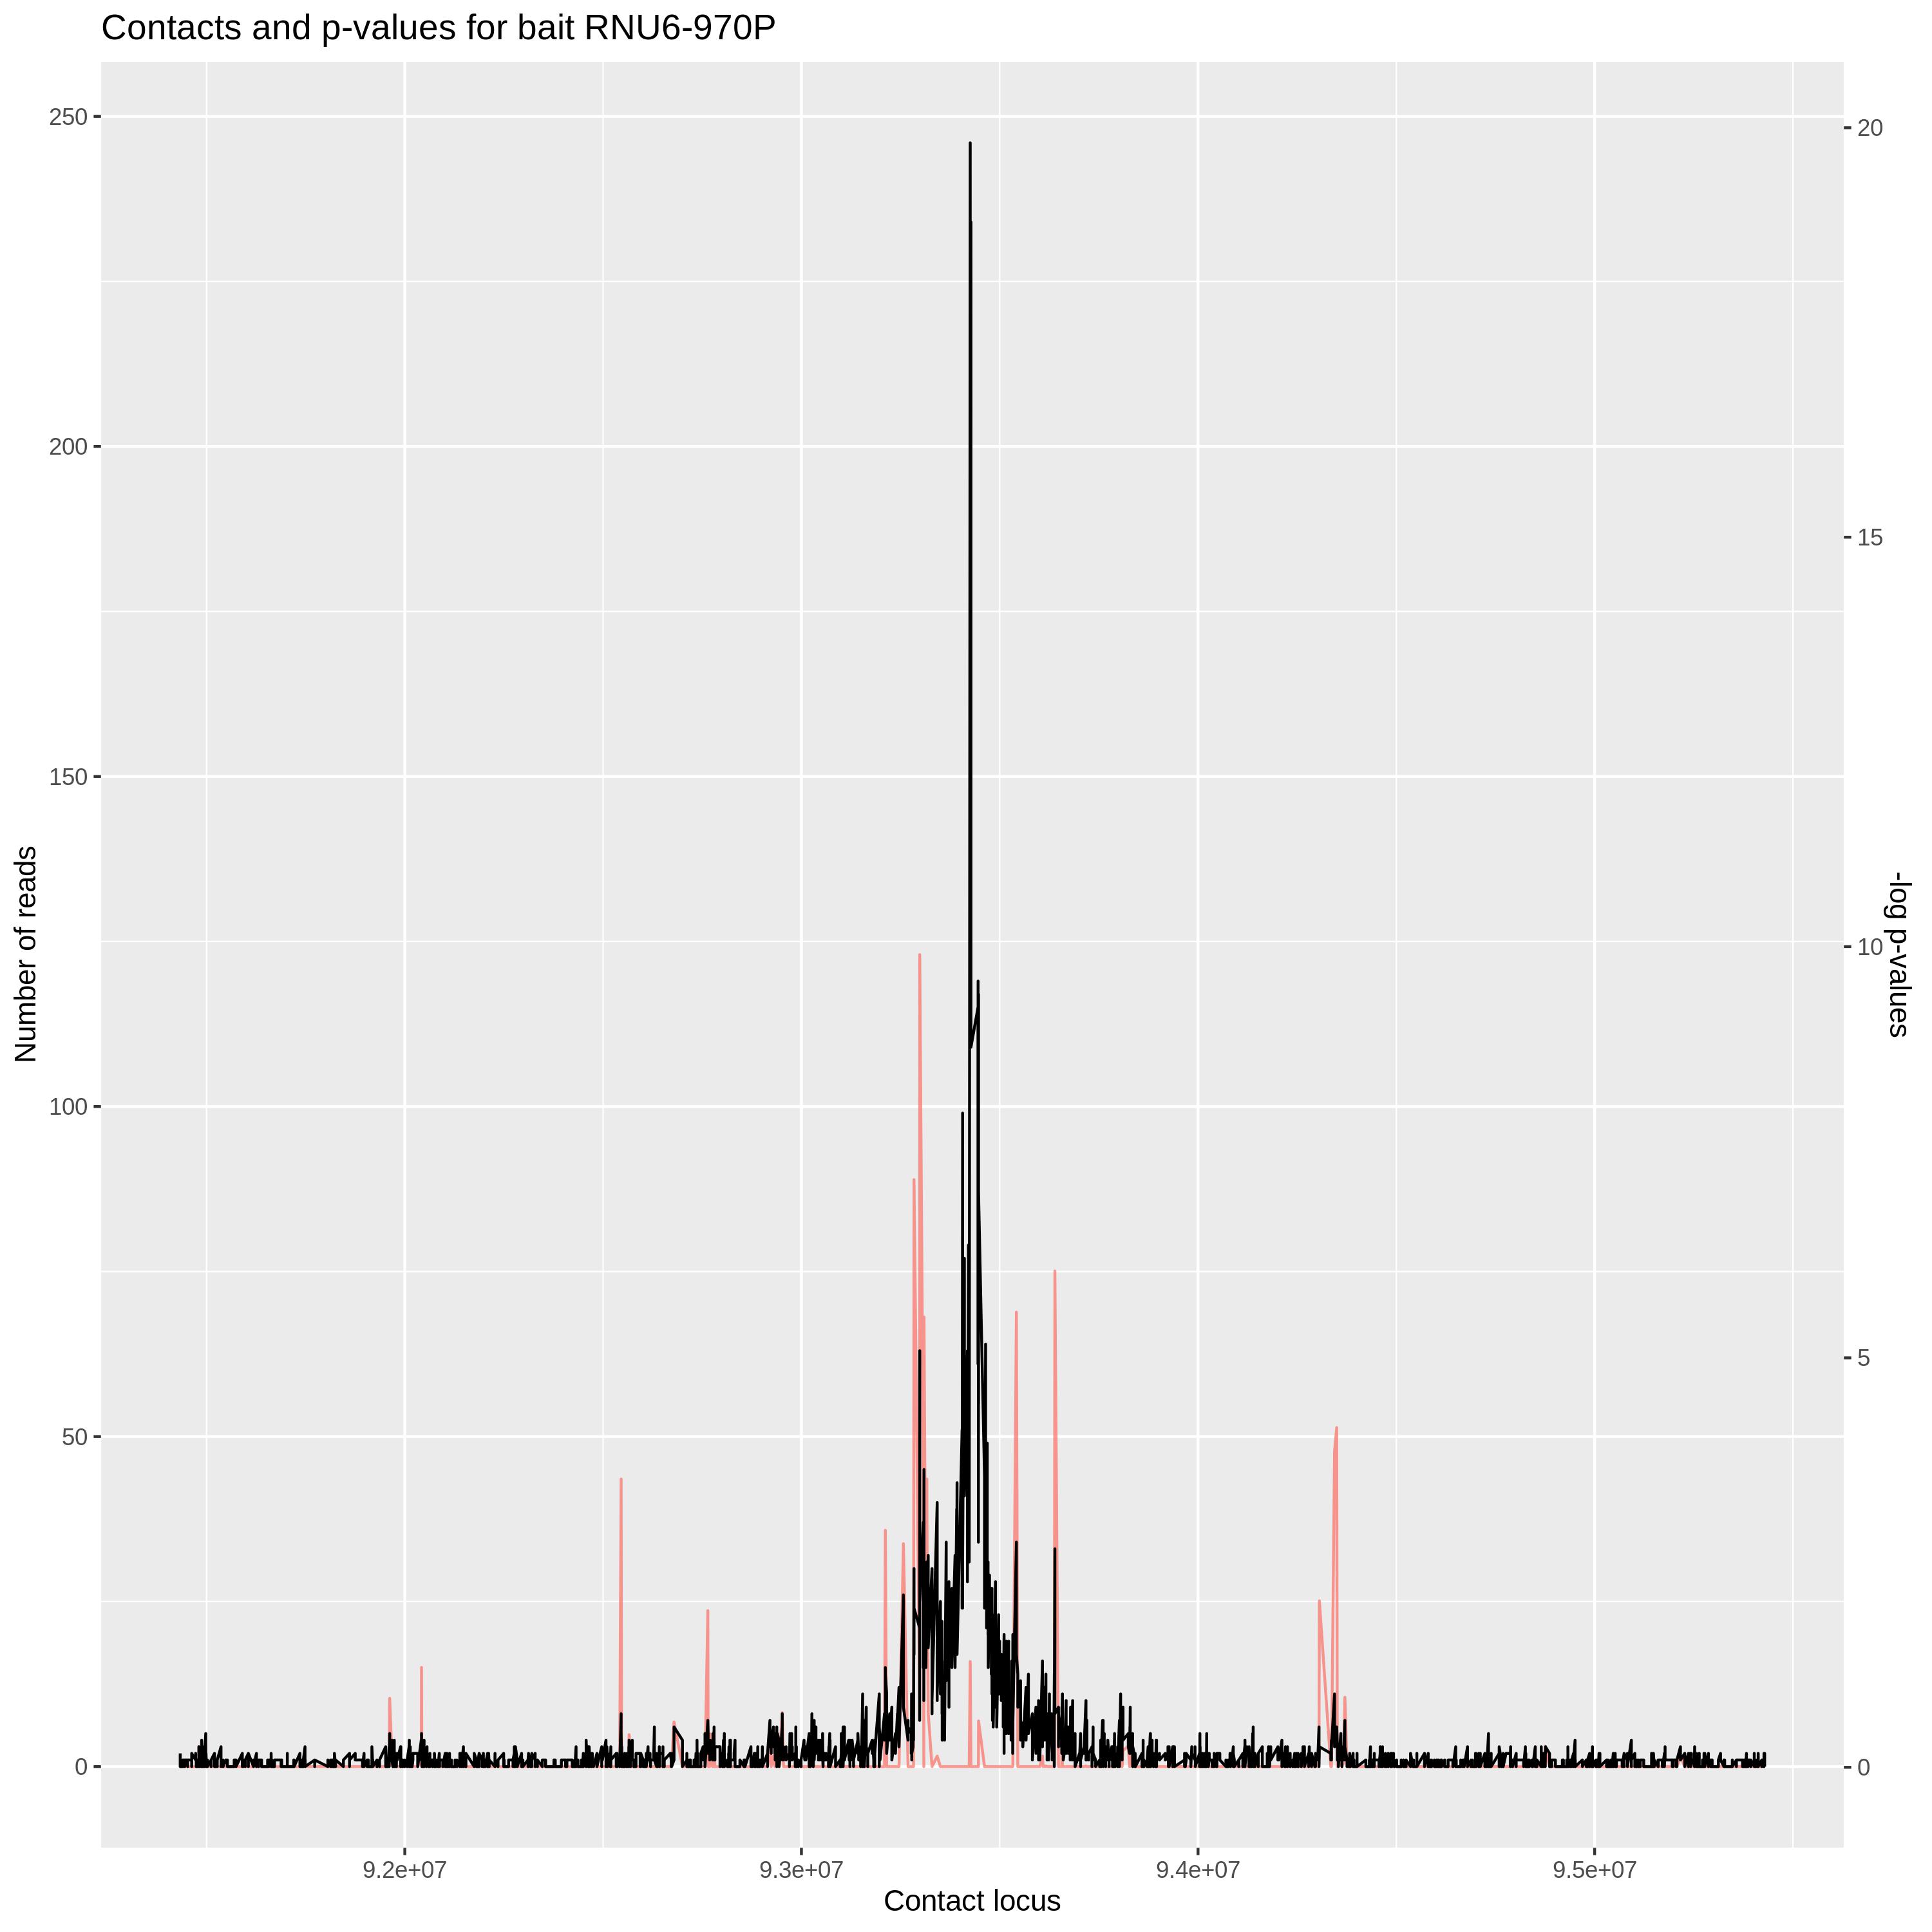 Contacts and p-values for bait RNU6-970P
250
200
150
100
50
0
Number of reads
20
15
10
5
0
-log p-values
9.2e+07
9.3e+07
9.4e+07
9.5e+07
Contact locus